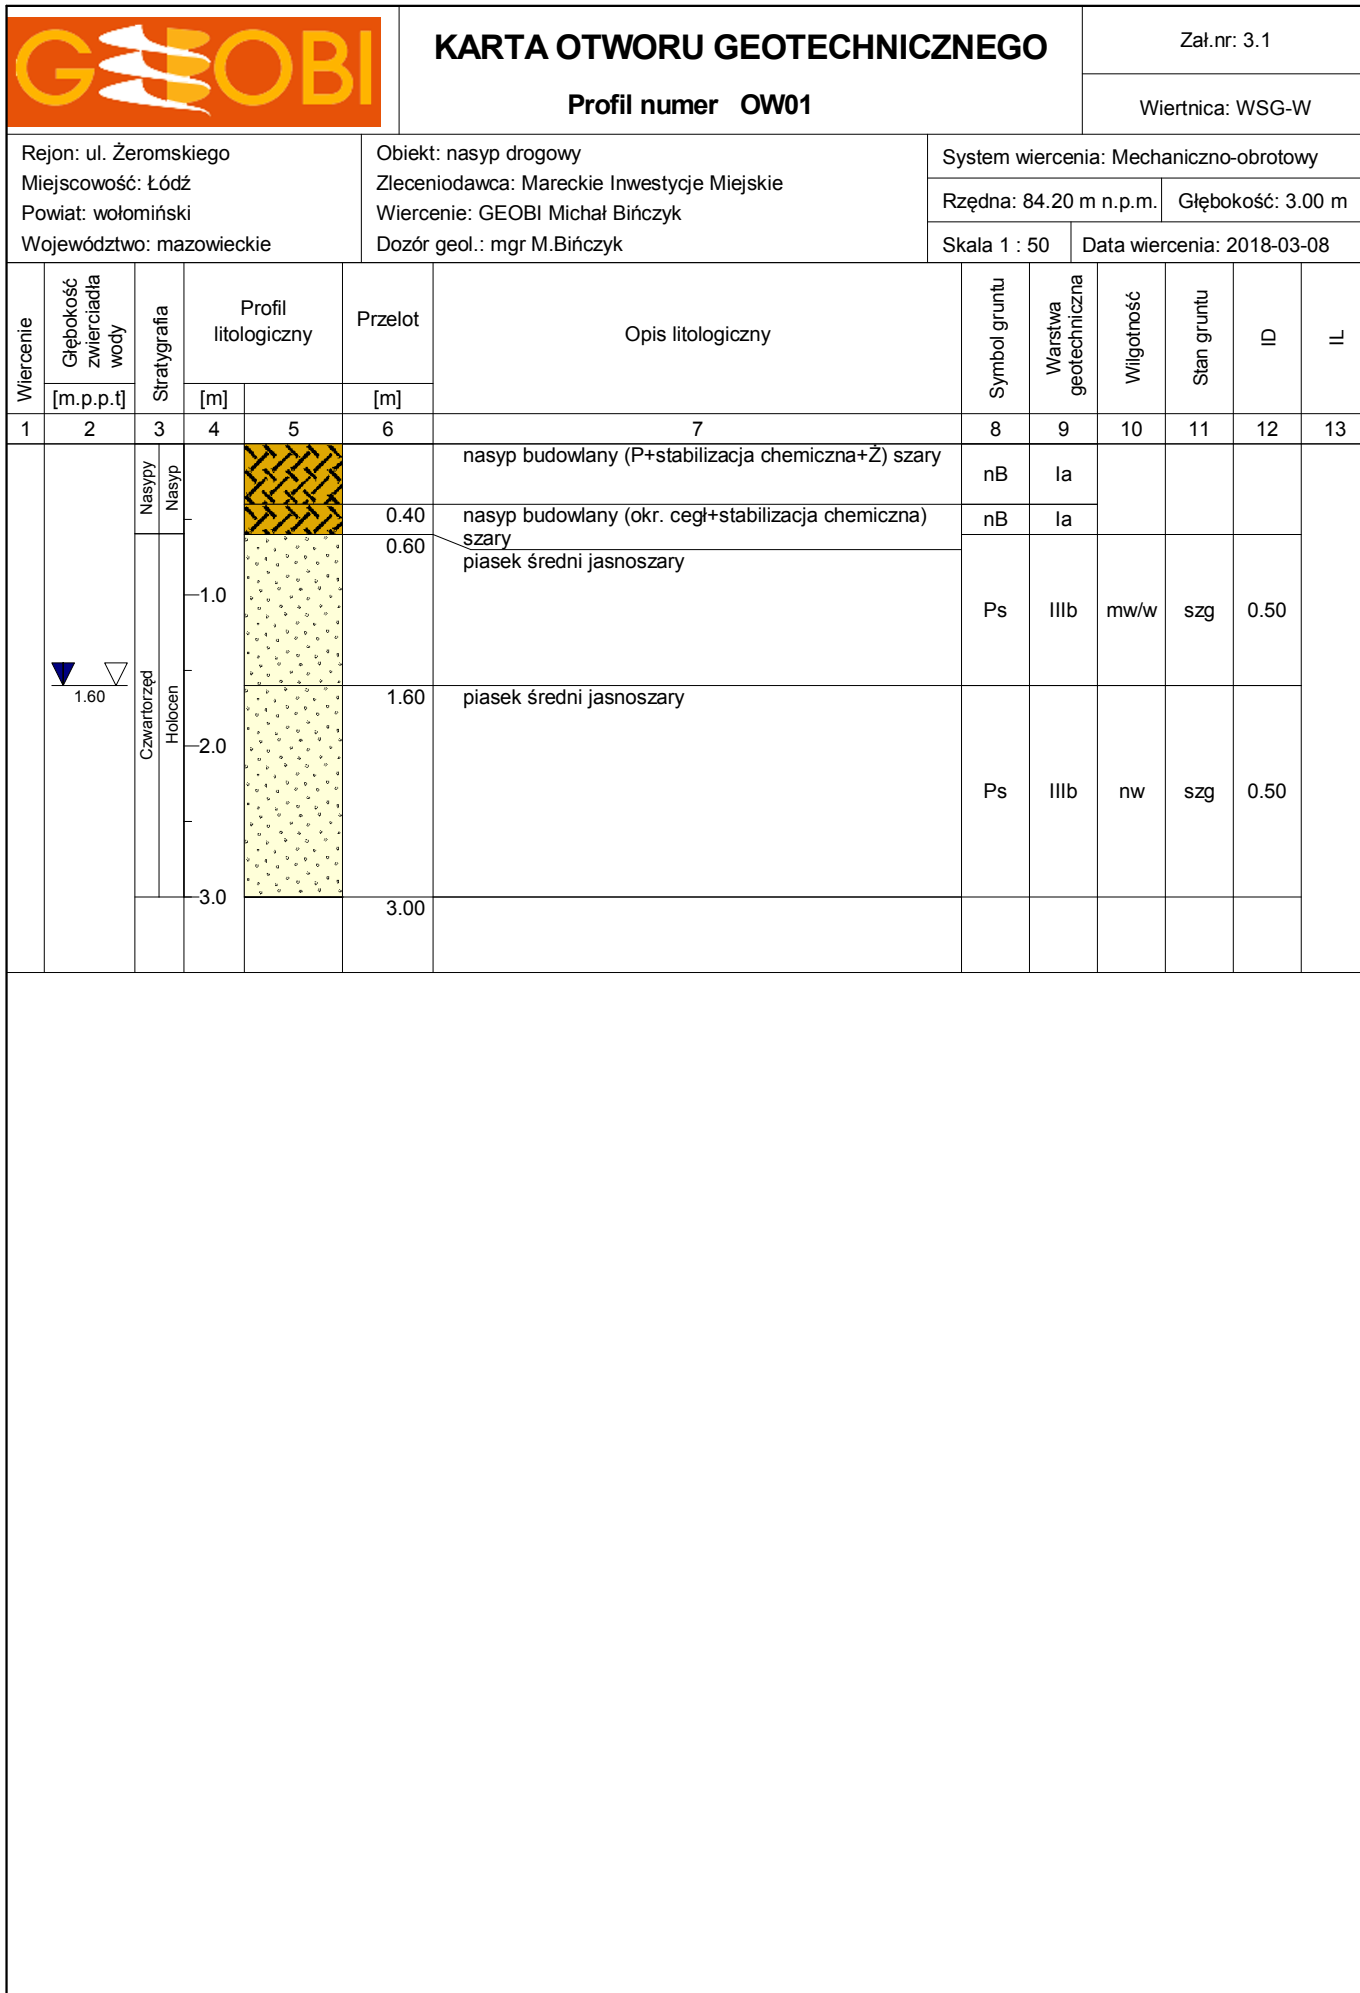 GEOBI
KARTA OTWORU GEOTECHNICZNEGO
Profil numer OW01
Zał.nr: 3.1
Wiertnica: WSG-W
Rejon: ul. Żeromskiego
Miejscowość: Łódź
Powiat: wołomiński
Województwo: mazowieckie
Obiekt: nasyp drogowy
Zleceniodawca: Mareckie Inwestycje Miejskie
Wiercenie: GEOBI Michał Bińczyk
Dozór geol.: mgr M.Bińczyk
System wiercenia: Mechaniczno-obrotowy
Rzędna: 84.20 m n.p.m.
Głębokość: 3.00 m
Skala 1 : 50
Data wiercenia: 2018-03-08
Wiercenie
Głębokość
zwierciadła
wody
[m.p.p.t]
Stratygrafia
Profil
litologiczny
[m]
Przelot
[m]
Opis litologiczny
Symbol gruntu
Warstwa
geotechniczna
Wilgotność
Stan gruntu
ID
IL
1 2 3 4 5 6 7 8 9 10 11 12 13
Nasypy
Nasyp
nasyp budowlany (P+stabilizacja chemiczna+Ż) szary
nB Ia
0.40
nasyp budowlany (okr. cegł+stabilizacja chemiczna)
szary
nB Ia
0.60
piasek średni jasnoszary
1.0
Ps IIIb mw/w szg 0.50
1.60
Czwartorzęd
Holocen
1.60
piasek średni jasnoszary
2.0
Ps IIIb nw szg 0.50
3.0
3.00